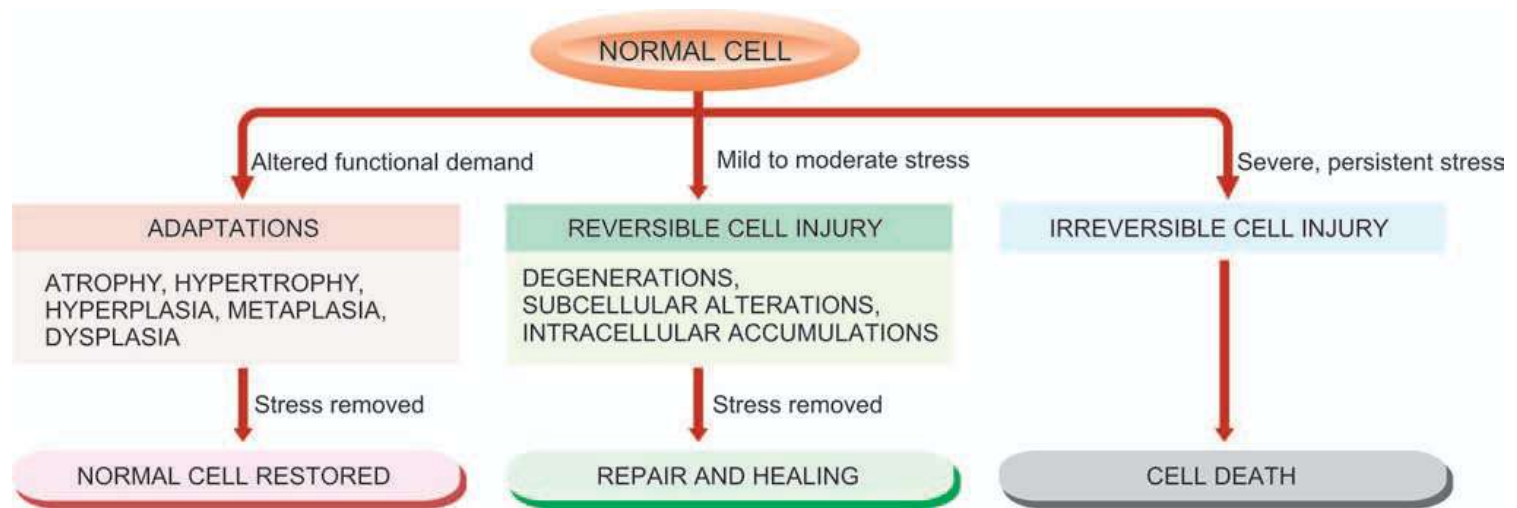 NORMAL CELL
Altered functional demand
Mild to moderate stress
Severe, persistent stress
ADAPTATIONS
REVERSIBLE CELL INJURY
IRREVERSIBLE CELL INJURY
ATROPHY, HYPERTROPHY,
HYPERPLASIA, METAPLASIA,
DYSPLASIA
DEGENERATIONS,
SUBCELLULAR ALTERATIONS,
INTRACELLULAR ACCUMULATIONS
Stress removed
Stress removed
NORMAL CELL RESTORED
REPAIR AND HEALING
CELL DEATH